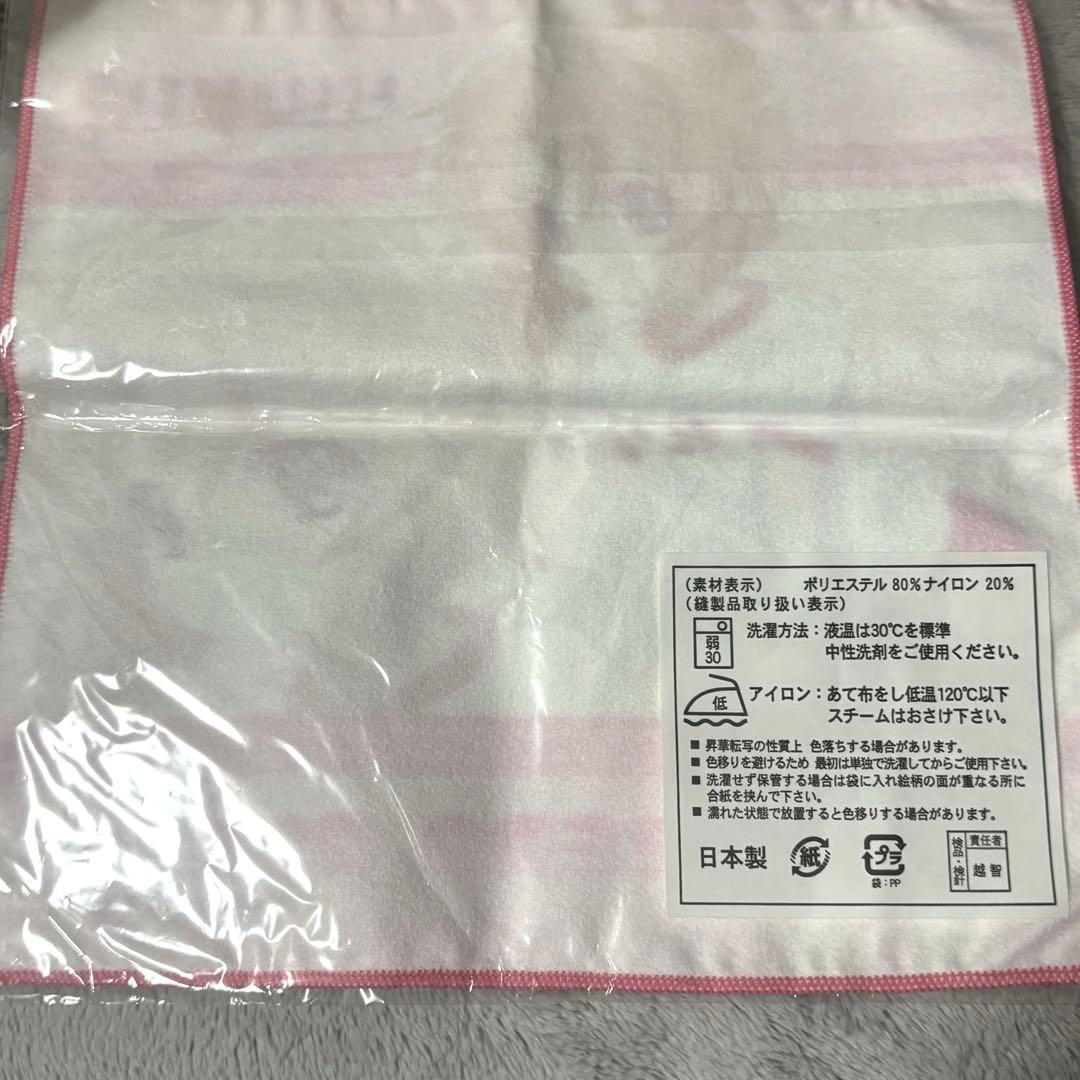 (素材表示) ポリエステル 80%ナイロン 20%
(縫製品取り扱い表示)
弱
30
洗濯方法:液温は30℃を標準
中性洗剤をご使用ください。
低
アイロン:あて布をし低温120℃以下
スチームはおさけ下さい。
■ 昇華転写の性質上 色落ちする場合があります。
■ 色移りを避けるため 最初は単独で洗濯してからご使用下さい。
■ 洗濯せず保管する場合は袋に入れ絵柄の面が重なる所に
合紙を挟んで下さい。
■ 濡れた状態で放置すると色移りする場合があります。
日本製
紙
プラ
袋:PP
検品・検針
責任者
越智